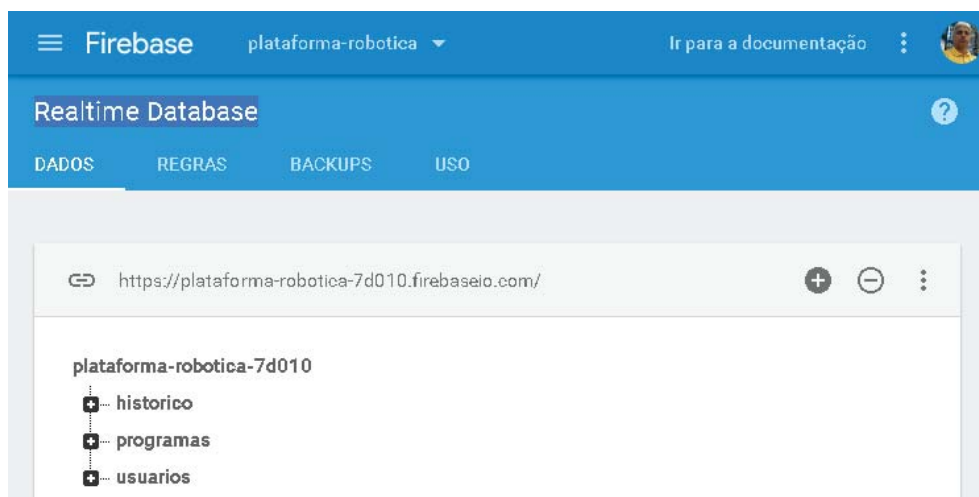 Firebase plataforma-robotica Ir para a documentação
Realtime Database
DADOS REGRAS BACKUPS USO
https://plataforma-robotica-7d010.firebaseio.com/
plataforma-robotica-7d010
historico
programas
usuarios